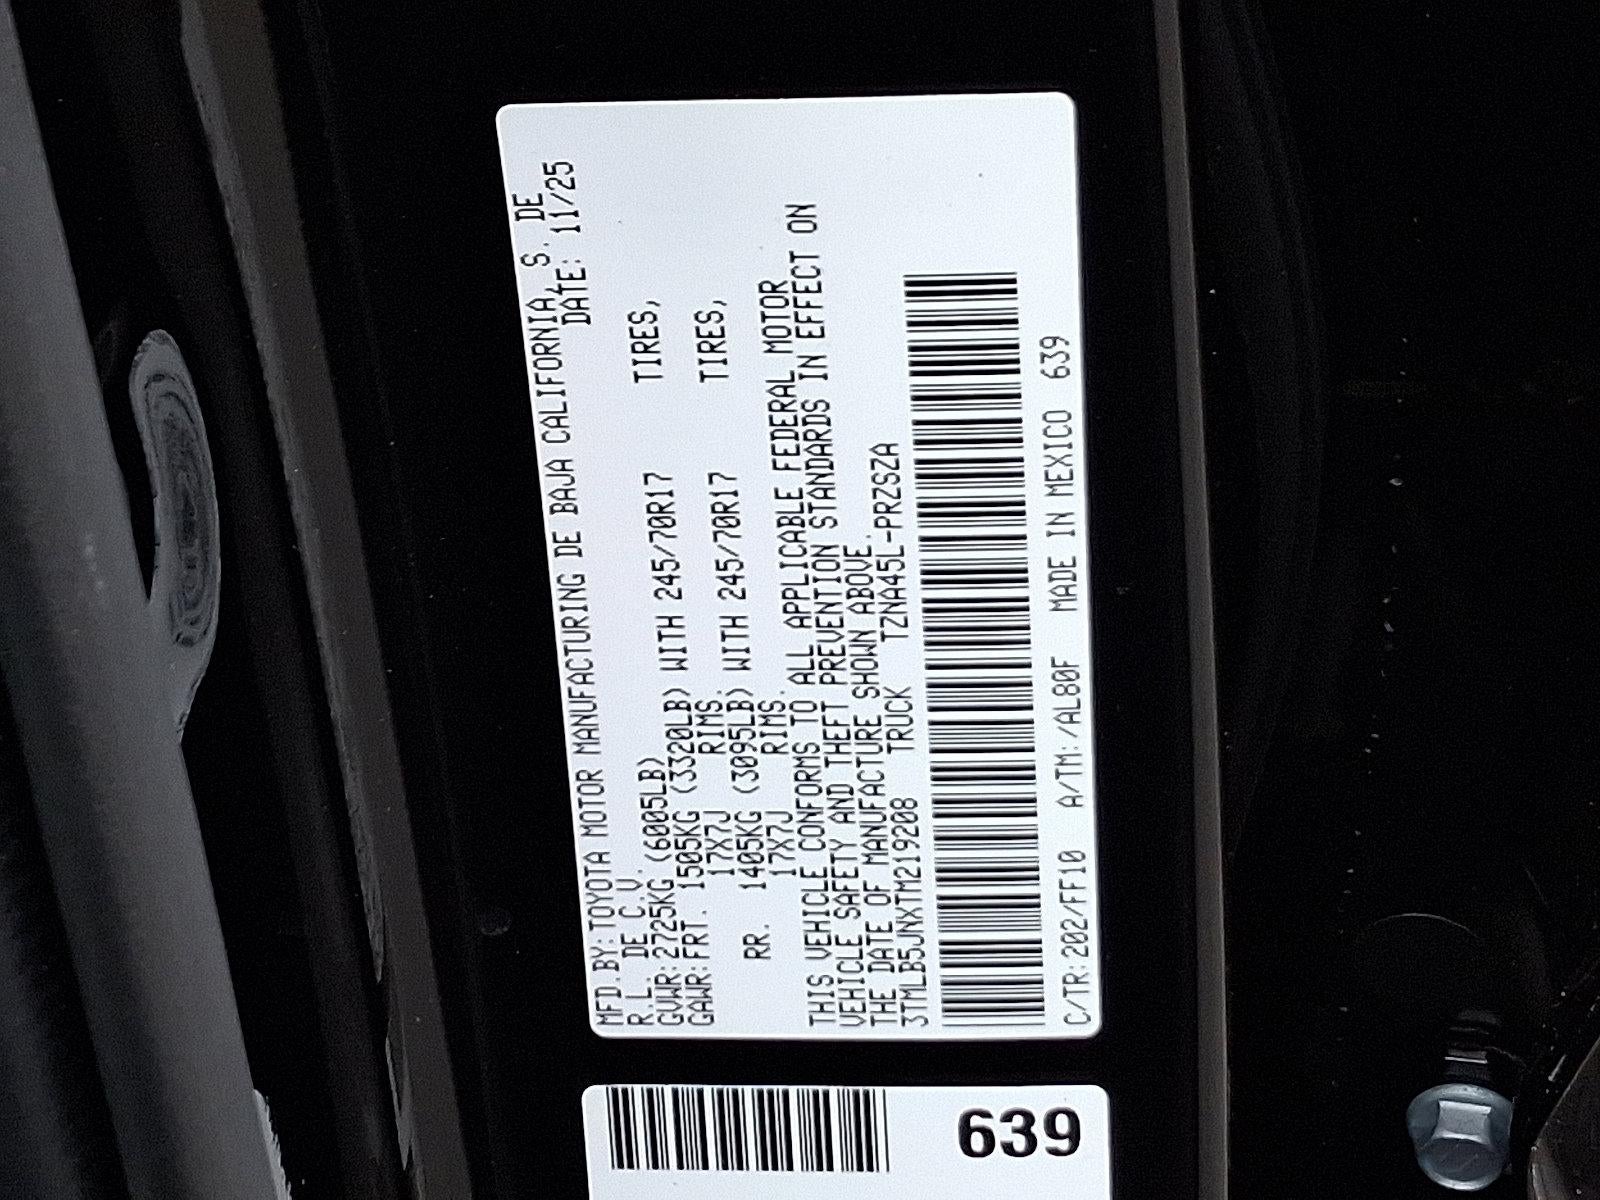 MFD.BY:TOYOTA MOTOR MANUFACTURING DE BAJA CALIFORNIA, S. DE
R.L. DE C.V. DATE: 11/25
GVWR:2725KG (6005LB)
GAWR:FRT. 1505KG (3320LB) WITH 245/70R17 TIRES,
17X7J RIMS.
RR. 1405KG (3095LB) WITH 245/70R17 TIRES,
17X7J RIMS.
THIS VEHICLE CONFORMS TO ALL APPLICABLE FEDERAL MOTOR
VEHICLE SAFETY AND THEFT PREVENTION STANDARDS IN EFFECT ON
THE DATE OF MANUFACTURE SHOWN ABOVE.
3TMLB5JNXTM219208 TRUCK TZNA45L-PRZSZA
C/TR:202/FF10 A/TM:/AL80F MADE IN MEXICO 639
639